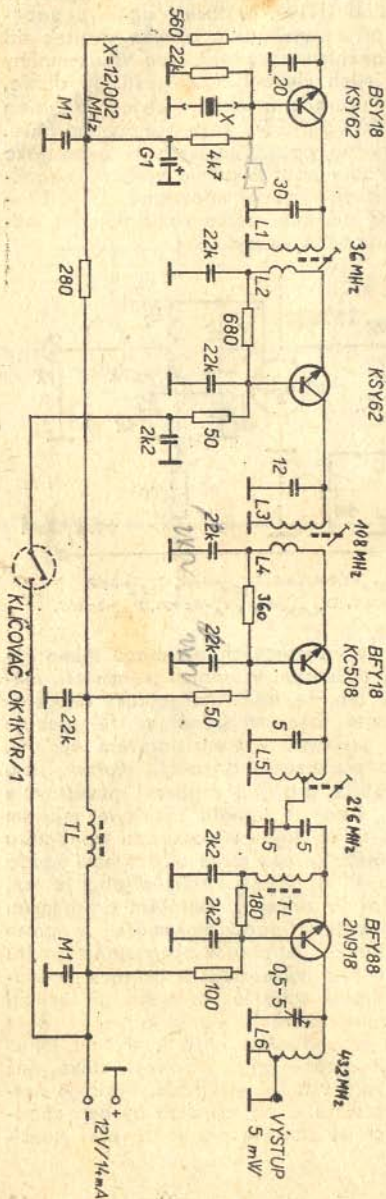 BSY18
KSY62
KSY62
BFY18
KC508
BFY88
2N918
20
30
L1
36 MHz
12
L3
108 MHz
5
L5
216 MHz
5
5
0,5-5
L6
432 MHz
VÝSTUP
5 mW
560
22k
X
4k7
G1
X=12,002
MHz
M1
22k
L2
680
22k
50
2k2
22k
L4
360
22k
50
2k2
TL
180
2k2
100
280
KLÍČOVAČ OK1KVR/1
22k
TL
M1
+
-
12V/14mA